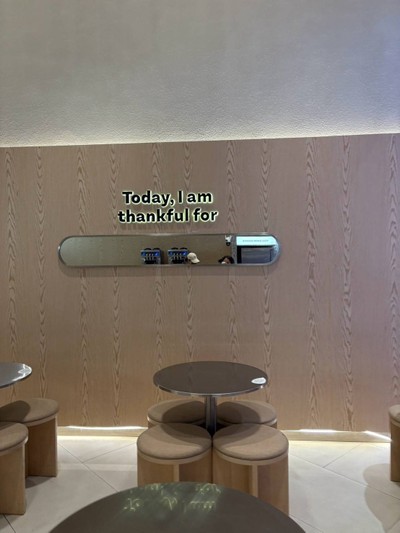 Today, I am
thankful for